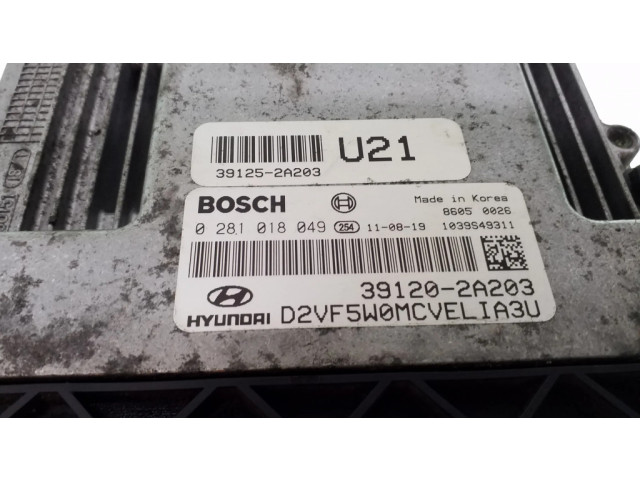 U21
39125-2A203
BOSCH
Made in Korea
8605 0026
0 281 018 049 254 11-08-19 1039S49311
39120-2A203
HYUNDAI D2VF5W0MCVELIA3U